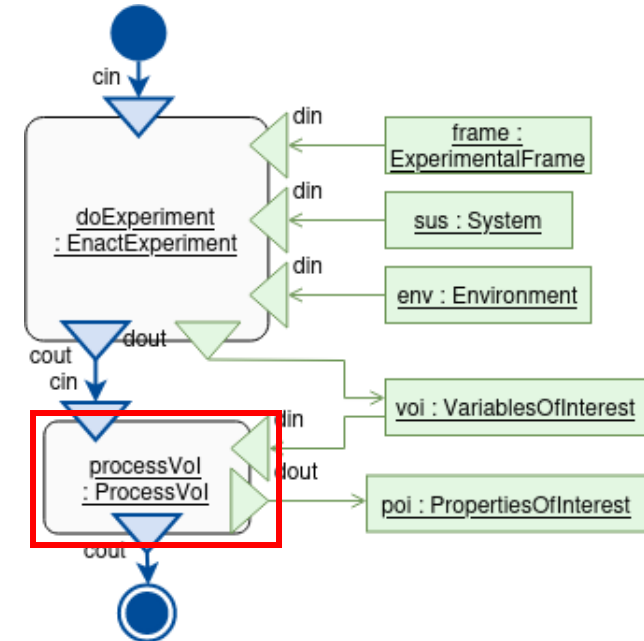 cin
din
frame :
ExperimentalFrame
doExperiment
: EnactExperiment
din
sus : System
din
env : Environment
cout
dout
cin
voi : VariablesOfInterest
din
processVoI
: ProcessVoI
dout
poi : PropertiesOfInterest
cout